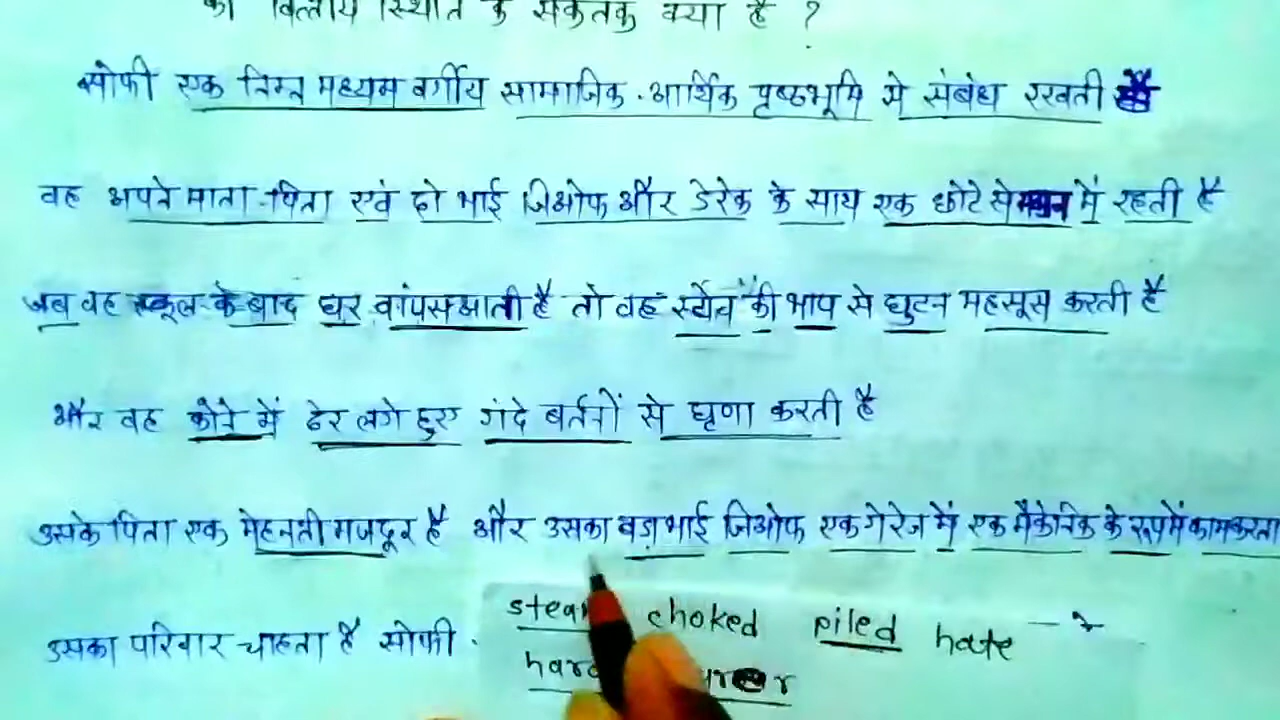 की वित्तीय स्थिति के संकेतक क्या है ?
सोफी एक निम्न मध्यम वर्गीय सामाजिक-आर्थिक पृष्ठभूमि से संबंध रखती है
वह अपने माता-पिता एवं दो भाई जिओफ और डेरेक के साथ एक छोटे से मकान में रहती है
जब वह स्कूल के बाद घर वांपस आती है तो वह स्टोव की भाप से घुटन महसूस करती है
और वह कोने में ढेर लगे हुए गंदे बर्तनों से घृणा करती है
उसके पिता एक मेहनती मजदूर है और उसका बड़ा भाई जिओफ एक गेरेज में एक मैकेनिक के रूप में काम करता
उसका परिवार चाहता है सोफी
choked piled hate